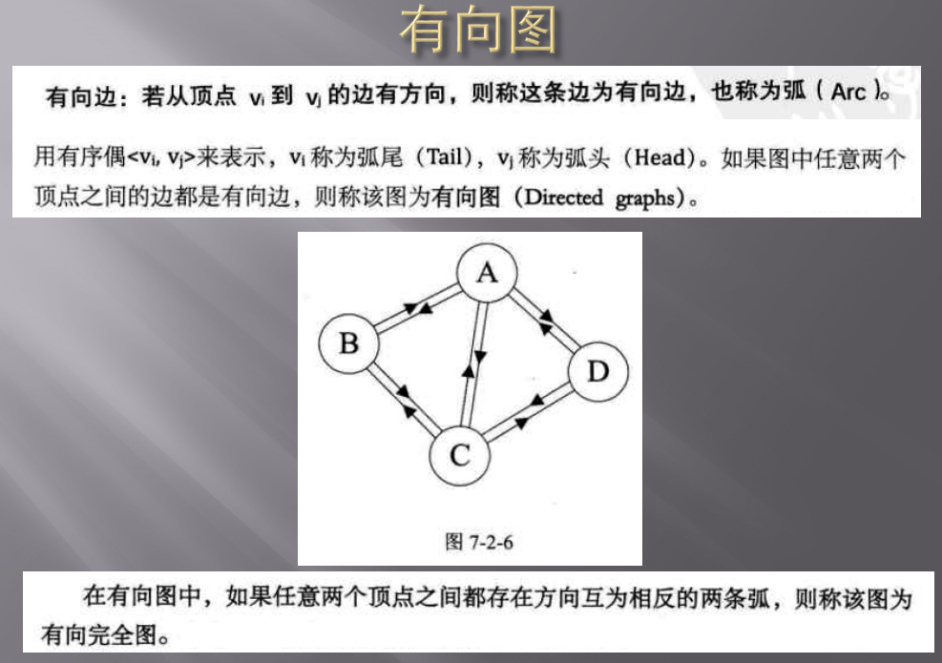 有向图
有向边：若从顶点 vi 到 vj 的边有方向，则称这条边为有向边，也称为弧（Arc）。
用有序偶<vi, vj>来表示，vi 称为弧尾（Tail），vj 称为弧头（Head）。如果图中任意两个
顶点之间的边都是有向边，则称该图为有向图（Directed graphs）。
A
B
D
C
图 7-2-6
在有向图中，如果任意两个顶点之间都存在方向互为相反的两条弧，则称该图为
有向完全图。